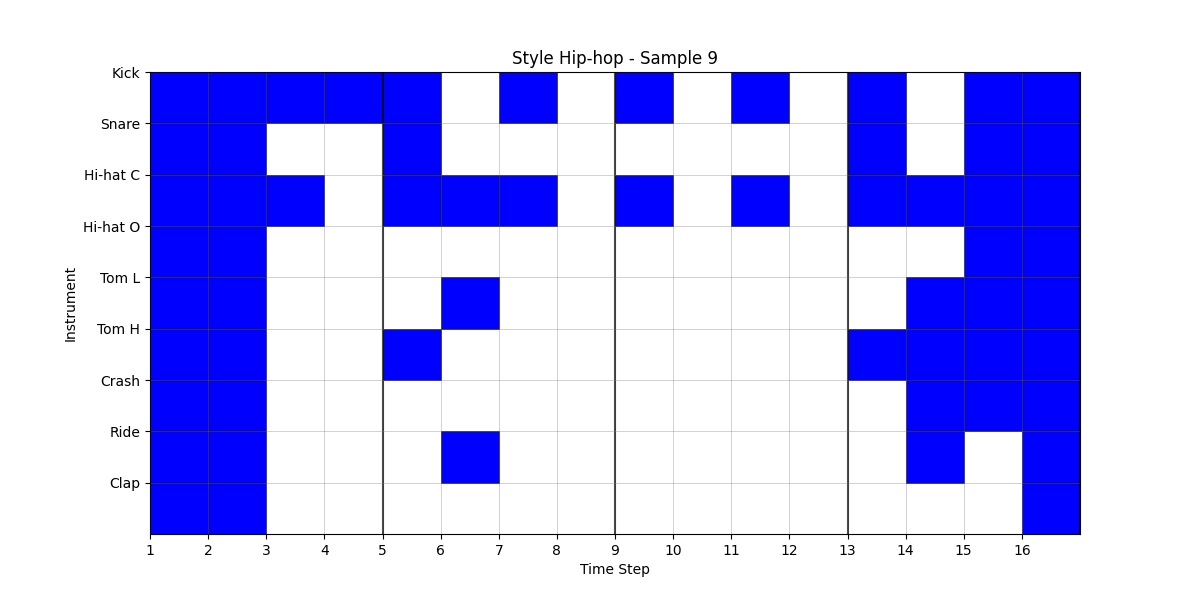 Style Hip-hop - Sample 9
Kick
Snare
Hi-hat C
Hi-hat O
Tom L
Tom H
Crash
Ride
Clap
Instrument
1 2 3 4 5 6 7 8 9 10 11 12 13 14 15 16
Time Step